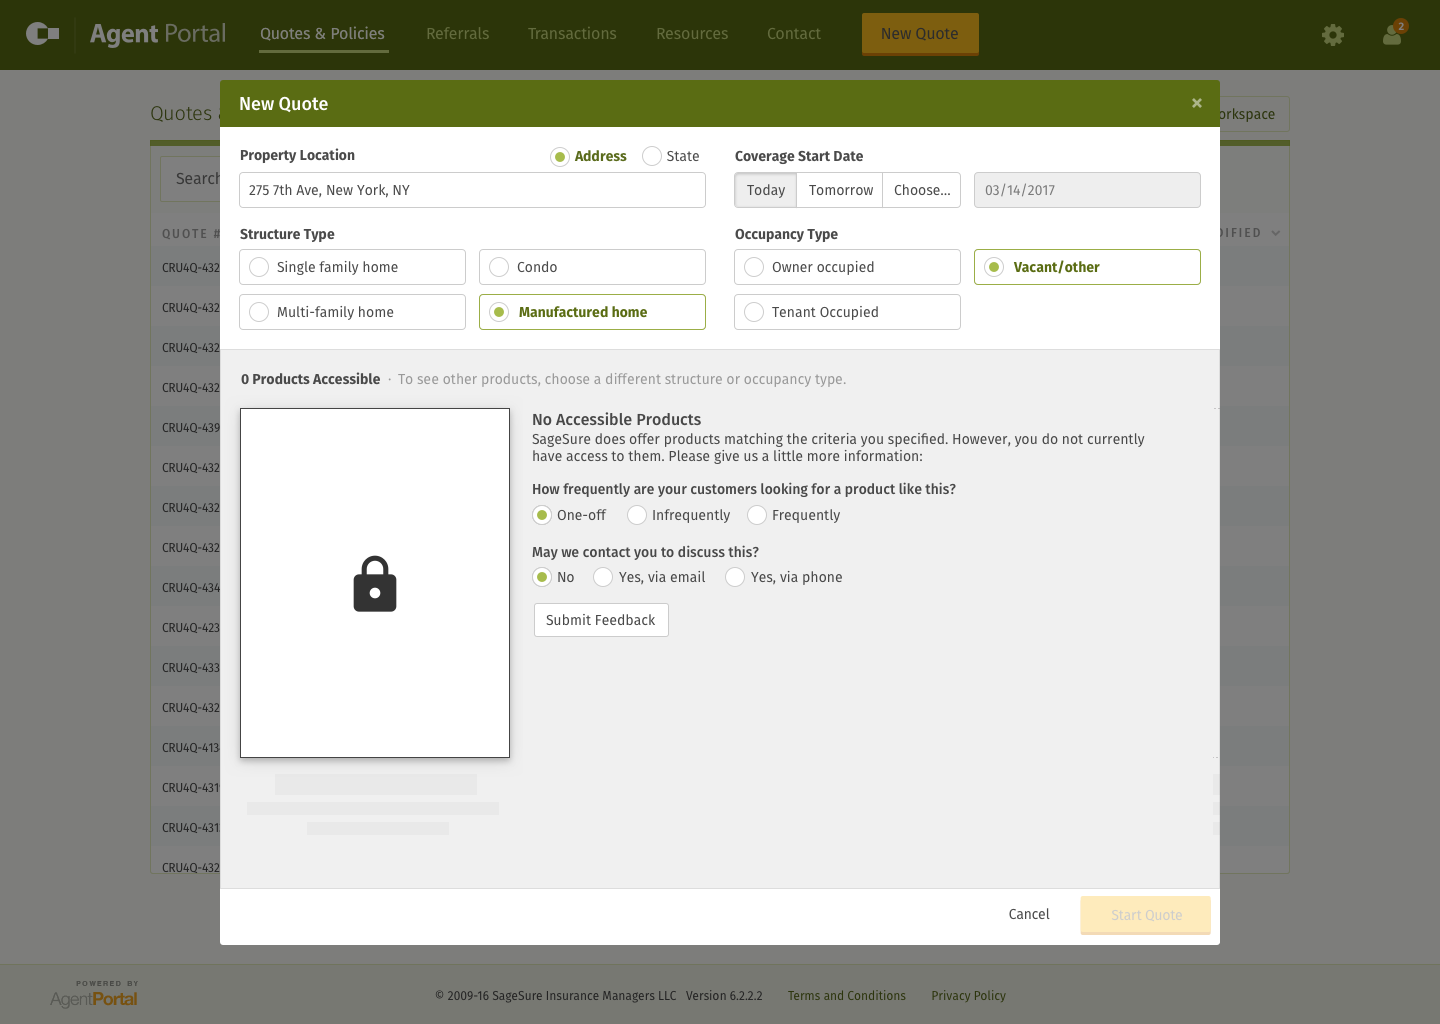 Agent Portal
Quotes & Policies
Referrals
Transactions
Resources
Contact
New Quote
2
Quotes
New Quote
×
Search
QUOTE #
CRU4Q-432
CRU4Q-432
CRU4Q-432
CRU4Q-432
CRU4Q-439
CRU4Q-432
CRU4Q-432
CRU4Q-432
CRU4Q-434
CRU4Q-423
CRU4Q-433
CRU4Q-432
CRU4Q-413
CRU4Q-431
CRU4Q-431
CRU4Q-432
Property Location
Address
State
275 7th Ave, New York, NY
Coverage Start Date
Today
Tomorrow
Choose...
03/14/2017
Structure Type
Single family home
Condo
Multi-family home
Manufactured home
Occupancy Type
Owner occupied
Vacant/other
Tenant Occupied
0 Products Accessible · To see other products, choose a different structure or occupancy type.
No Accessible Products
SageSure does offer products matching the criteria you specified. However, you do not currently
have access to them. Please give us a little more information:
How frequently are your customers looking for a product like this?
One-off
Infrequently
Frequently
May we contact you to discuss this?
No
Yes, via email
Yes, via phone
Submit Feedback
Cancel
Start Quote
POWERED BY
AgentPortal
© 2009-16 SageSure Insurance Managers LLC Version 6.2.2.2
Terms and Conditions
Privacy Policy